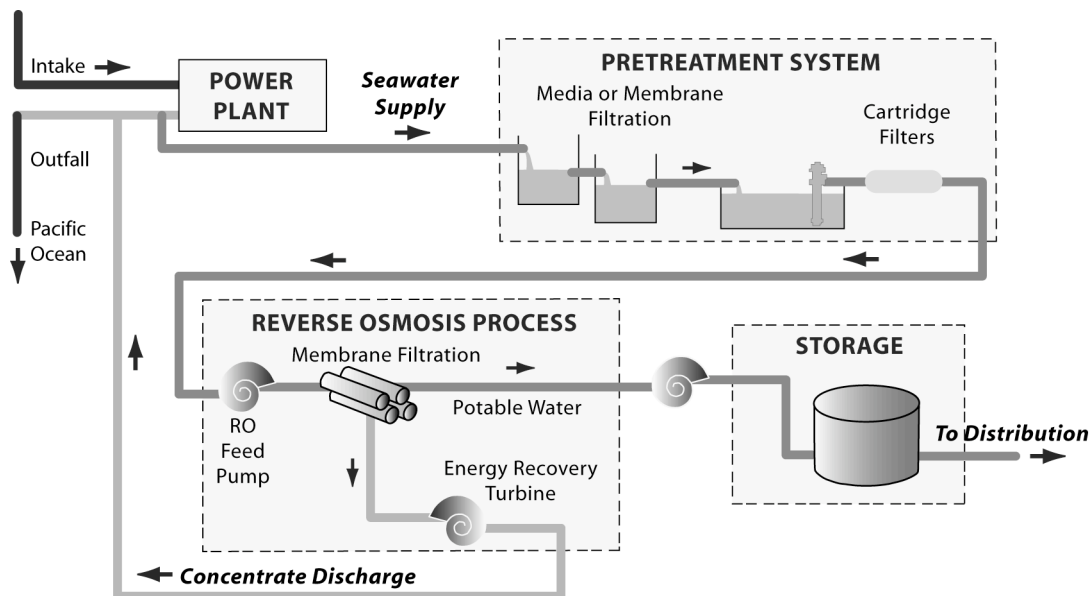 Intake
POWER
PLANT
Outfall
Pacific
Ocean
Seawater
Supply
PRETREATMENT SYSTEM
Media or Membrane
Filtration
Cartridge
Filters
REVERSE OSMOSIS PROCESS
Membrane Filtration
Potable Water
RO
Feed
Pump
Energy Recovery
Turbine
STORAGE
To Distribution
Concentrate Discharge